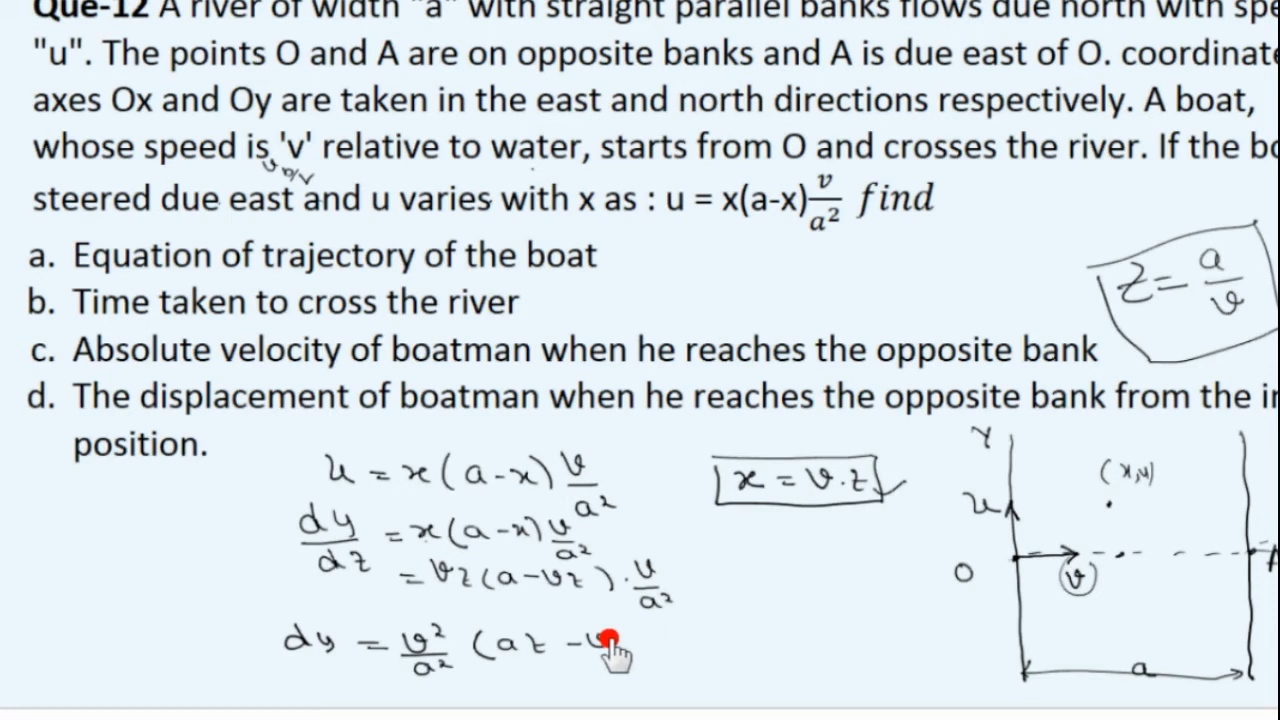 Que-12 A river of width "a" with straight parallel banks flows due north with spe
"u". The points O and A are on opposite banks and A is due east of O. coordinate
axes Ox and Oy are taken in the east and north directions respectively. A boat,
whose speed is 'v' relative to water, starts from O and crosses the river. If the bo
steered due east and u varies with x as : u = x(a-x) v/a² find
a. Equation of trajectory of the boat
b. Time taken to cross the river
c. Absolute velocity of boatman when he reaches the opposite bank
d. The displacement of boatman when he reaches the opposite bank from the in
position.
t = a/v
u = x(a-x) v/a²
x = v.t
dy/dt = x(a-x) v/a²
= vt(a-vt). v/a²
dy = v²/a² (at - v
Y
(x,y)
u
O
v
A
a